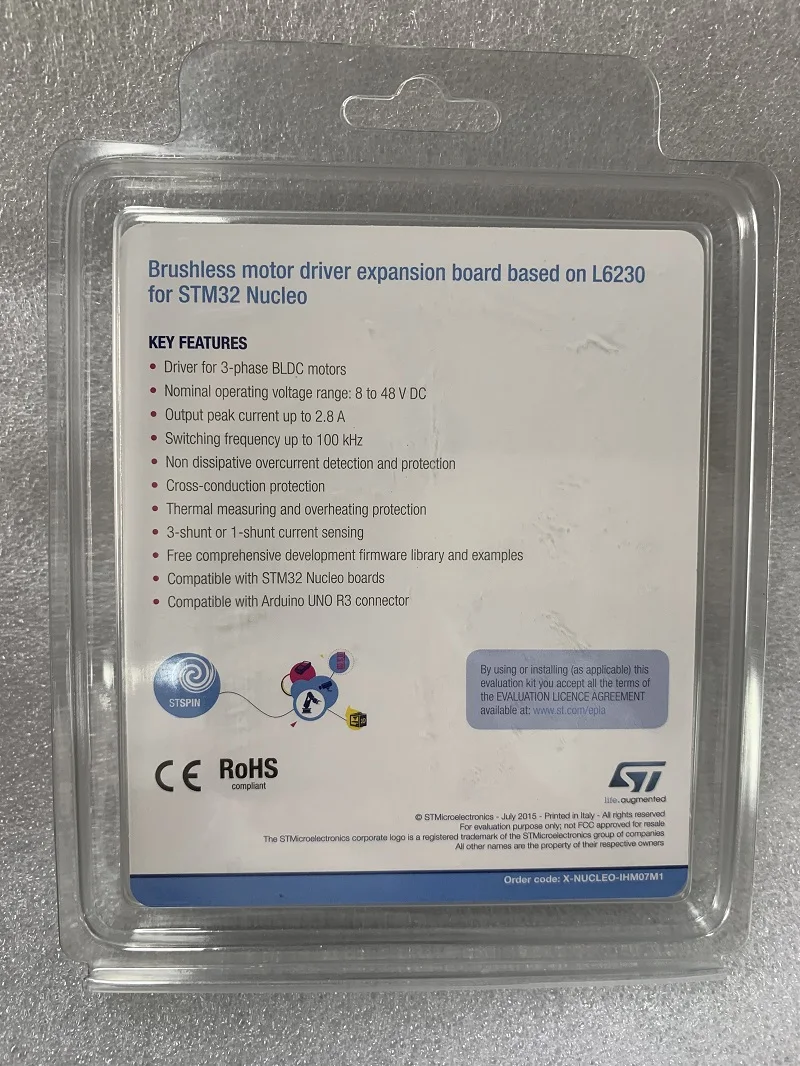 Brushless motor driver expansion board based on L6230
for STM32 Nucleo
KEY FEATURES
• Driver for 3-phase BLDC motors
• Nominal operating voltage range: 8 to 48 V DC
• Output peak current up to 2.8 A
• Switching frequency up to 100 kHz
• Non dissipative overcurrent detection and protection
• Cross-conduction protection
• Thermal measuring and overheating protection
• 3-shunt or 1-shunt current sensing
• Free comprehensive development firmware library and examples
• Compatible with STM32 Nucleo boards
• Compatible with Arduino UNO R3 connector
STSPIN
By using or installing (as applicable) this
evaluation kit you accept all the terms of
the EVALUATION LICENCE AGREEMENT
available at: www.st.com/epla
CE RoHS
compliant
ST
life.augmented
© STMicroelectronics - July 2015 - Printed in Italy - All rights reserved
For evaluation purpose only; not FCC approved for resale
The STMicroelectronics corporate logo is a registered trademark of the STMicroelectronics group of companies
All other names are the property of their respective owners
Order code: X-NUCLEO-IHM07M1